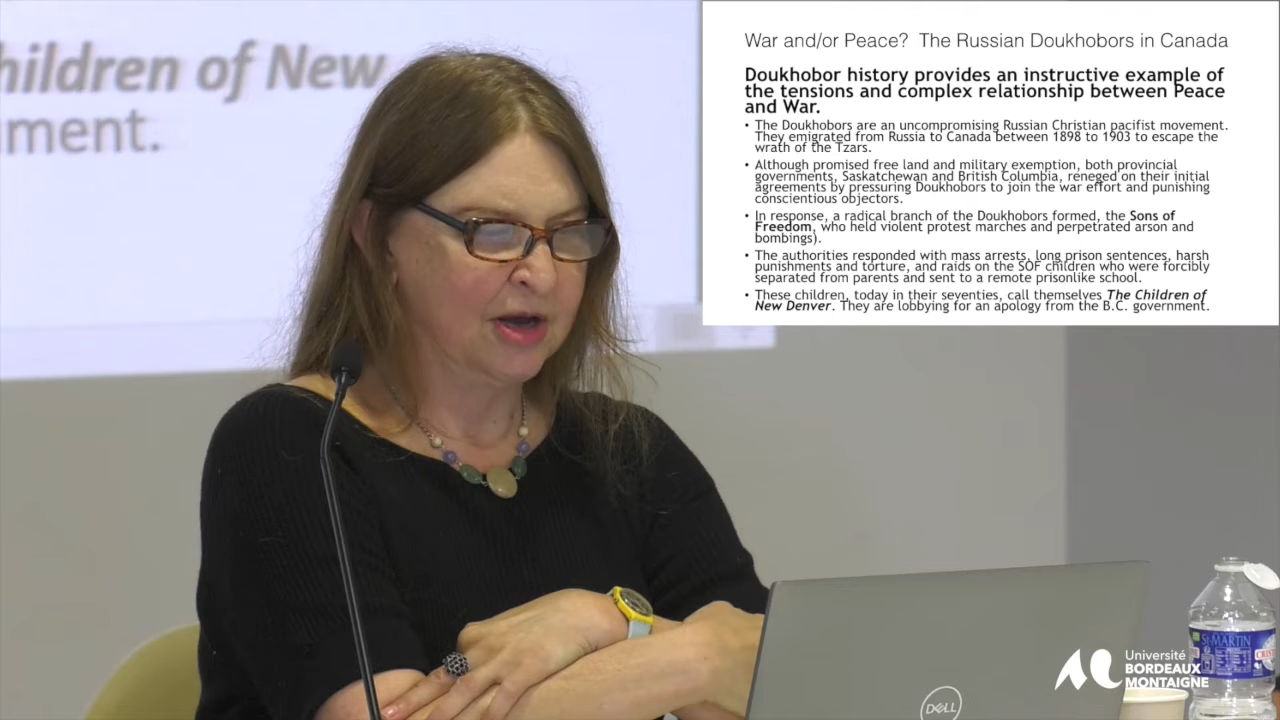 hildren of New
ment.
War and/or Peace? The Russian Doukhobors in Canada
Doukhobor history provides an instructive example of
the tensions and complex relationship between Peace
and War.
• The Doukhobors are an uncompromising Russian Christian pacifist movement.
They emigrated from Russia to Canada between 1898 to 1903 to escape the
wrath of the Tzars.
• Although promised free land and military exemption, both provincial
governments, Saskatchewan and British Columbia, reneged on their initial
agreements by pressuring Doukhobors to join the war effort and punishing
conscientious objectors.
• In response, a radical branch of the Doukhobors formed, the Sons of
Freedom, who held violent protest marches and perpetrated arson and
bombings).
• The authorities responded with mass arrests, long prison sentences, harsh
punishments and torture, and raids on the SOF children who were forcibly
separated from parents and sent to a remote prisonlike school.
• These children, today in their seventies, call themselves The Children of
New Denver. They are lobbying for an apology from the B.C. government.
DELL
ST-MARTIN
Université
BORDEAUX
MONTAIGNE